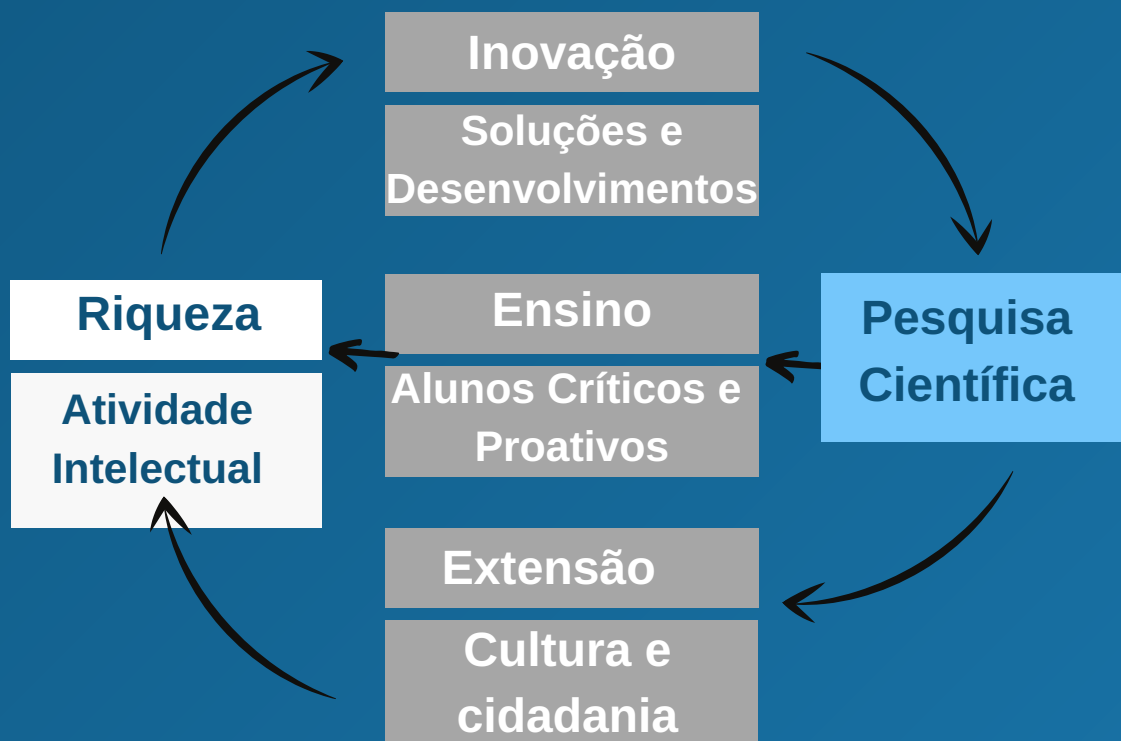 Inovação
Soluções e
Desenvolvimentos
Riqueza
Atividade
Intelectual
Ensino
Alunos Críticos e
Proativos
Pesquisa
Científica
Extensão
Cultura e
cidadania